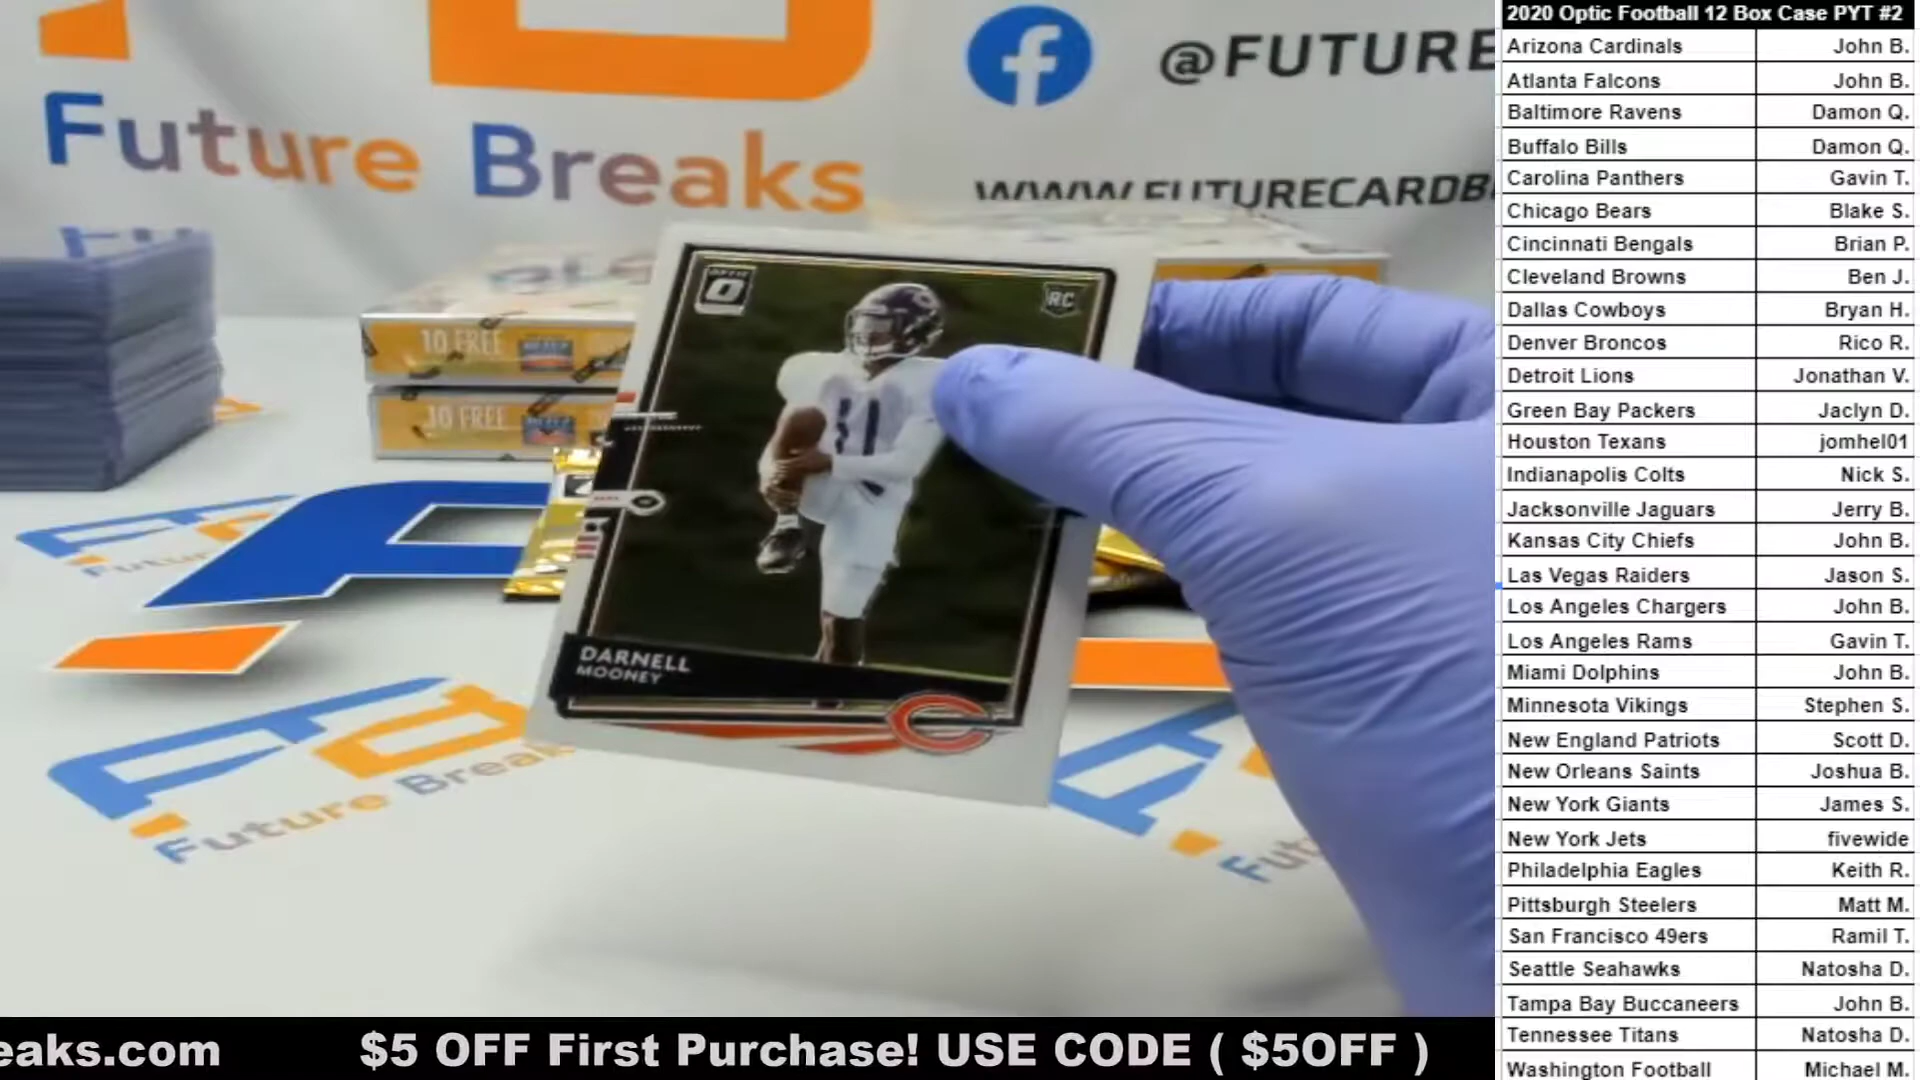 Future Breaks
@FUTURE
WWW.FUTURECARDB
10 FREE
10 FREE
OPTIC
RC
11
DARNELL
MOONEY
Future Breaks
eaks.com $5 OFF First Purchase! USE CODE ( $5OFF )
2020 Optic Football 12 Box Case PYT #2
Arizona Cardinals John B.
Atlanta Falcons John B.
Baltimore Ravens Damon Q.
Buffalo Bills Damon Q.
Carolina Panthers Gavin T.
Chicago Bears Blake S.
Cincinnati Bengals Brian P.
Cleveland Browns Ben J.
Dallas Cowboys Bryan H.
Denver Broncos Rico R.
Detroit Lions Jonathan V.
Green Bay Packers Jaclyn D.
Houston Texans jomhel01
Indianapolis Colts Nick S.
Jacksonville Jaguars Jerry B.
Kansas City Chiefs John B.
Las Vegas Raiders Jason S.
Los Angeles Chargers John B.
Los Angeles Rams Gavin T.
Miami Dolphins John B.
Minnesota Vikings Stephen S.
New England Patriots Scott D.
New Orleans Saints Joshua B.
New York Giants James S.
New York Jets fivewide
Philadelphia Eagles Keith R.
Pittsburgh Steelers Matt M.
San Francisco 49ers Ramil T.
Seattle Seahawks Natosha D.
Tampa Bay Buccaneers John B.
Tennessee Titans Natosha D.
Washington Football Michael M.